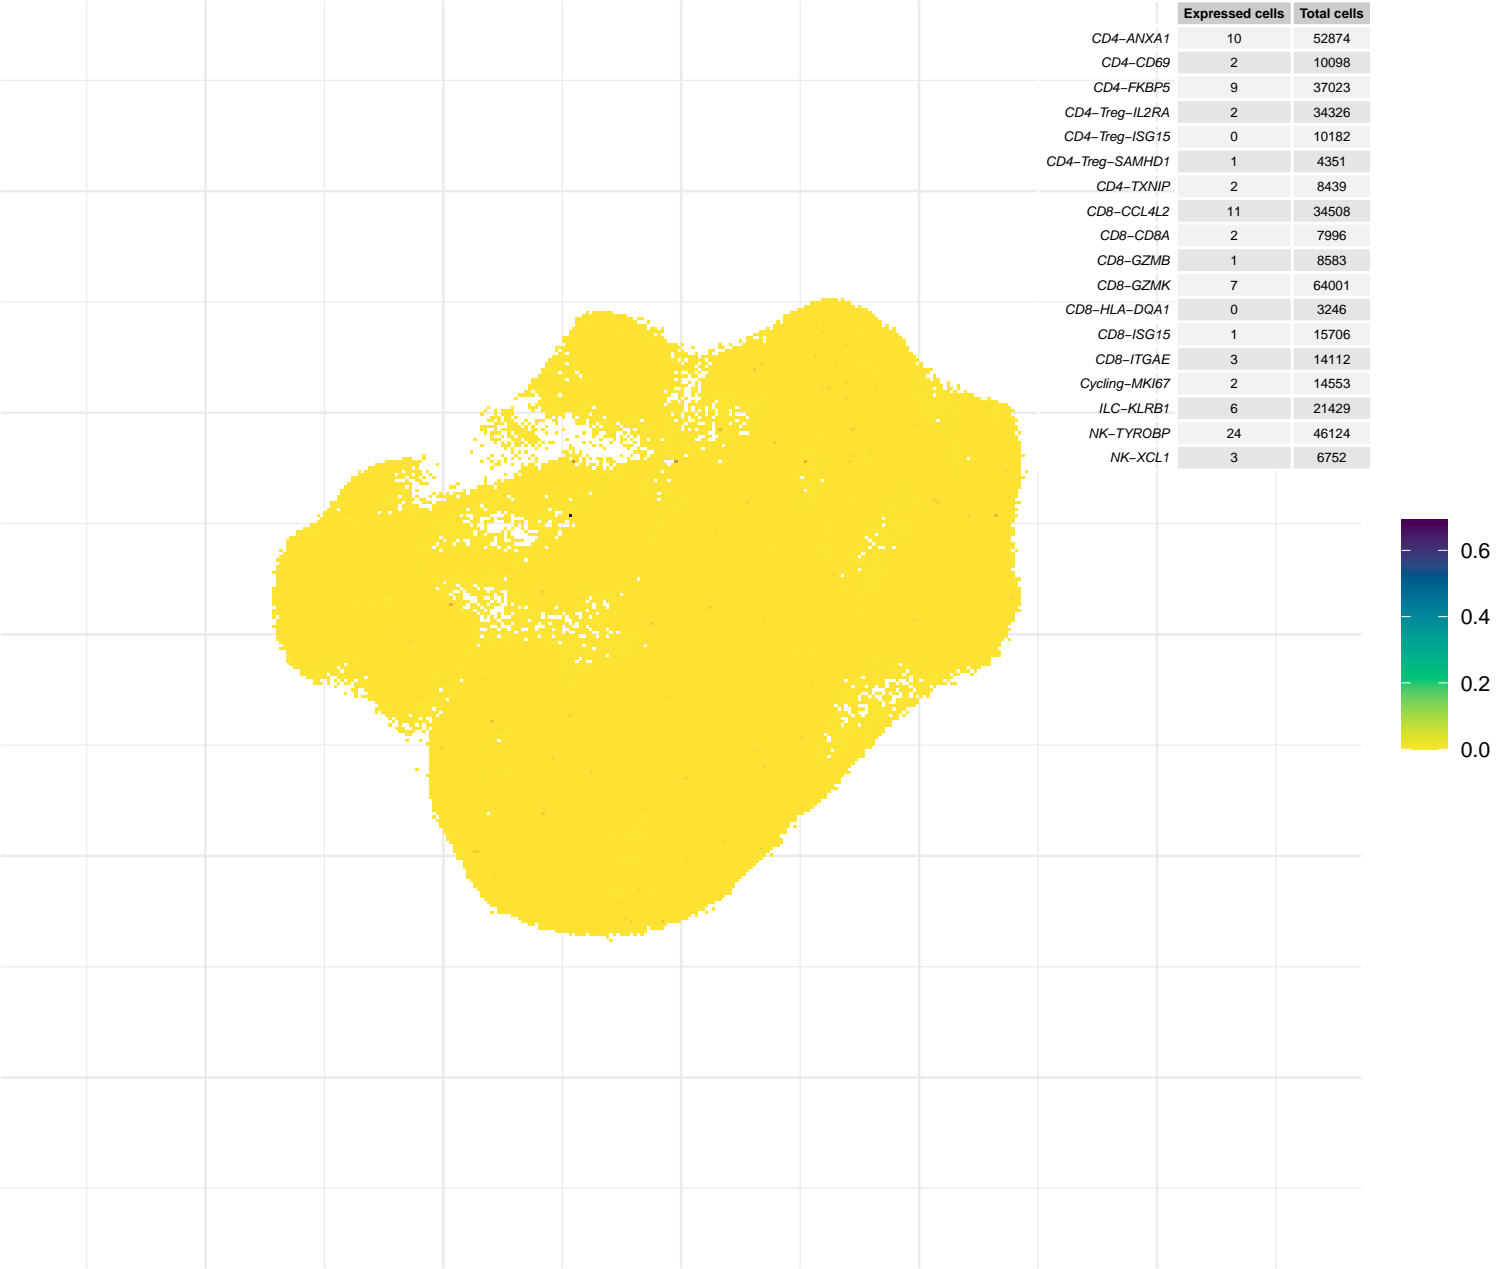 Expressed cells Total cells
CD4−ANXA1 10 52874
CD4−CD69 2 10098
CD4−FKBP5 9 37023
CD4−Treg−IL2RA 2 34326
CD4−Treg−ISG15 0 10182
CD4−Treg−SAMHD1 1 4351
CD4−TXNIP 2 8439
CD8−CCL4L2 11 34508
CD8−CD8A 2 7996
CD8−GZMB 1 8583
CD8−GZMK 7 64001
CD8−HLA−DQA1 0 3246
CD8−ISG15 1 15706
CD8−ITGAE 3 14112
Cycling−MKI67 2 14553
ILC−KLRB1 6 21429
NK−TYROBP 24 46124
NK−XCL1 3 6752
0.6
0.4
0.2
0.0